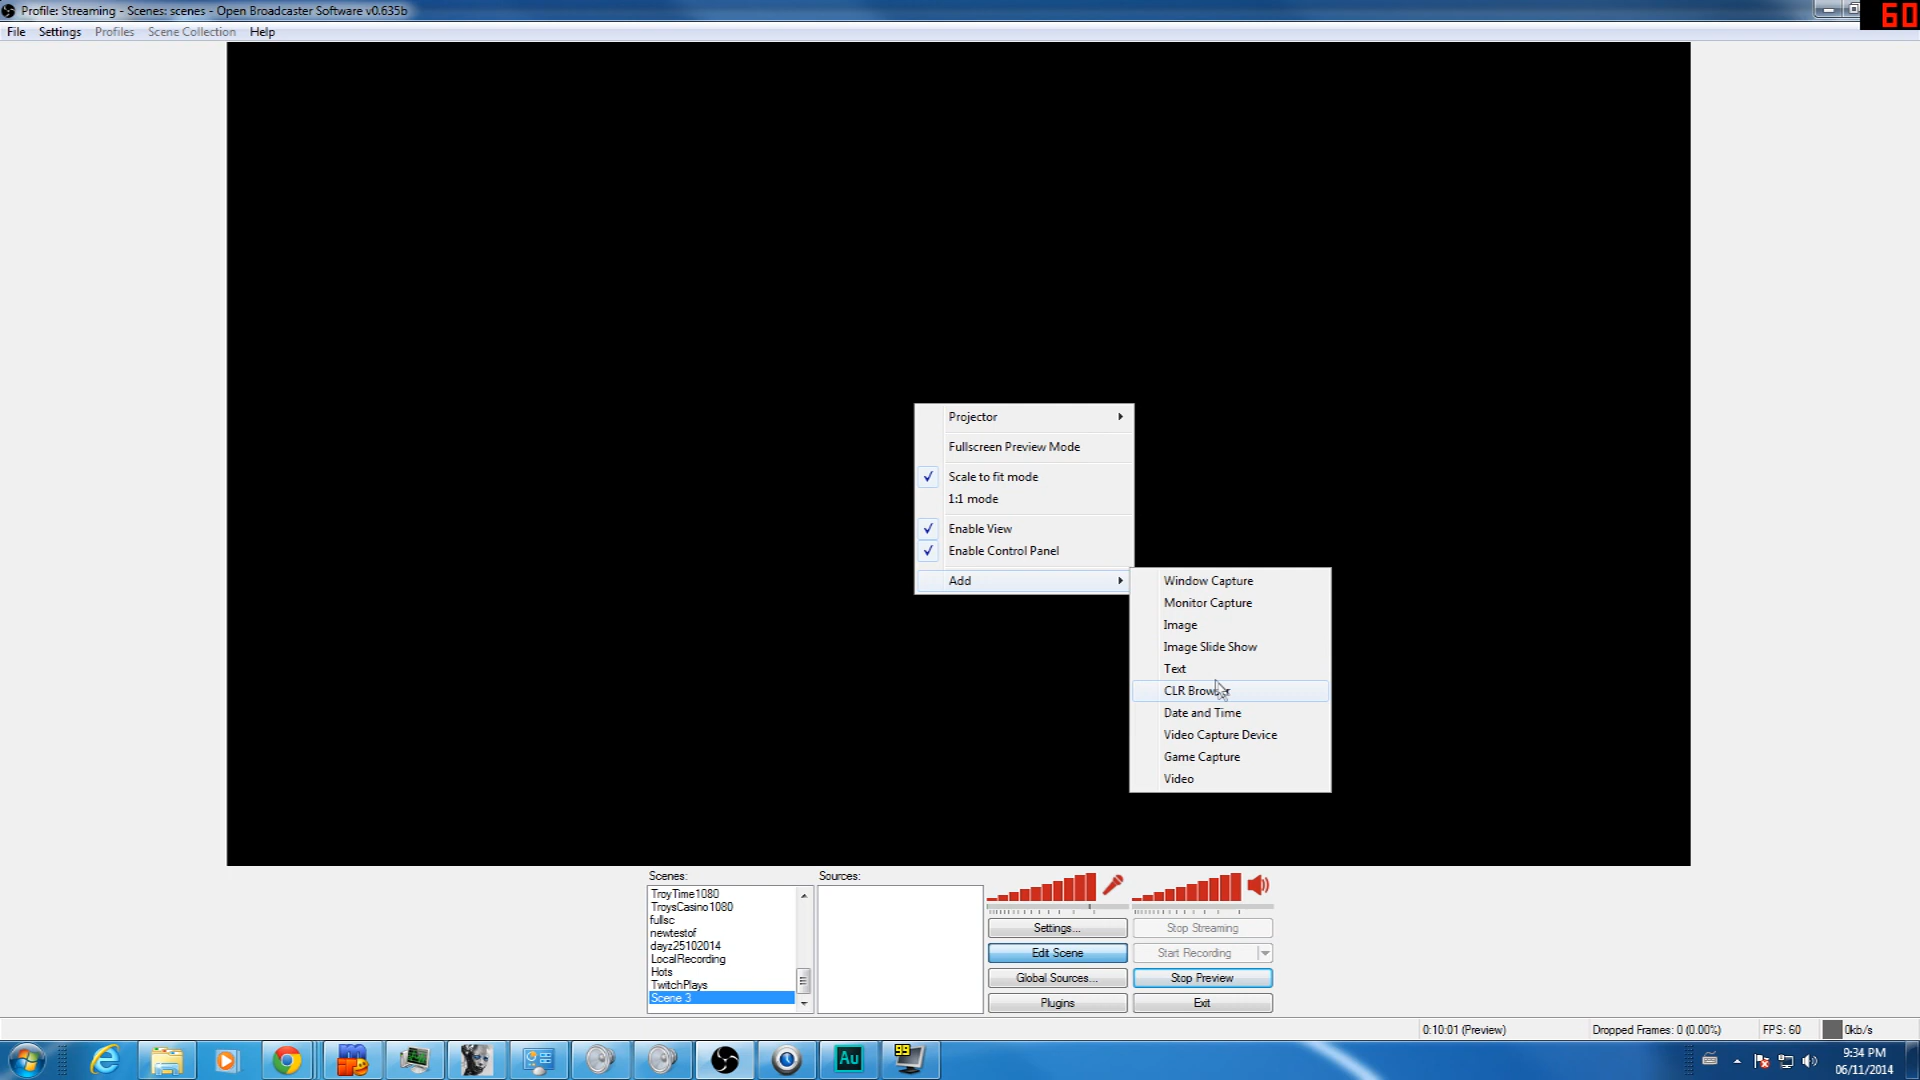 Profile: Streaming - Scenes: scenes - Open Broadcaster Software v0.635b
60
File Settings Profiles Scene Collection Help
Projector
Fullscreen Preview Mode
Scale to fit mode
1:1 mode
Enable View
Enable Control Panel
Add
Window Capture
Monitor Capture
Image
Image Slide Show
Text
CLR Browser
Date and Time
Video Capture Device
Game Capture
Video
Scenes:
TroyTime1080
TroysCasino1080
fullsc
newtestof
dayz25102014
LocalRecording
Hots
TwitchPlays
Scene 3
Sources:
Settings... Stop Streaming
Edit Scene Start Recording
Global Sources... Stop Preview
Plugins Exit
0:10:01 (Preview) Dropped Frames: 0 (0.00%) FPS: 60 0kb/s
Au
99
9:34 PM
06/11/2014